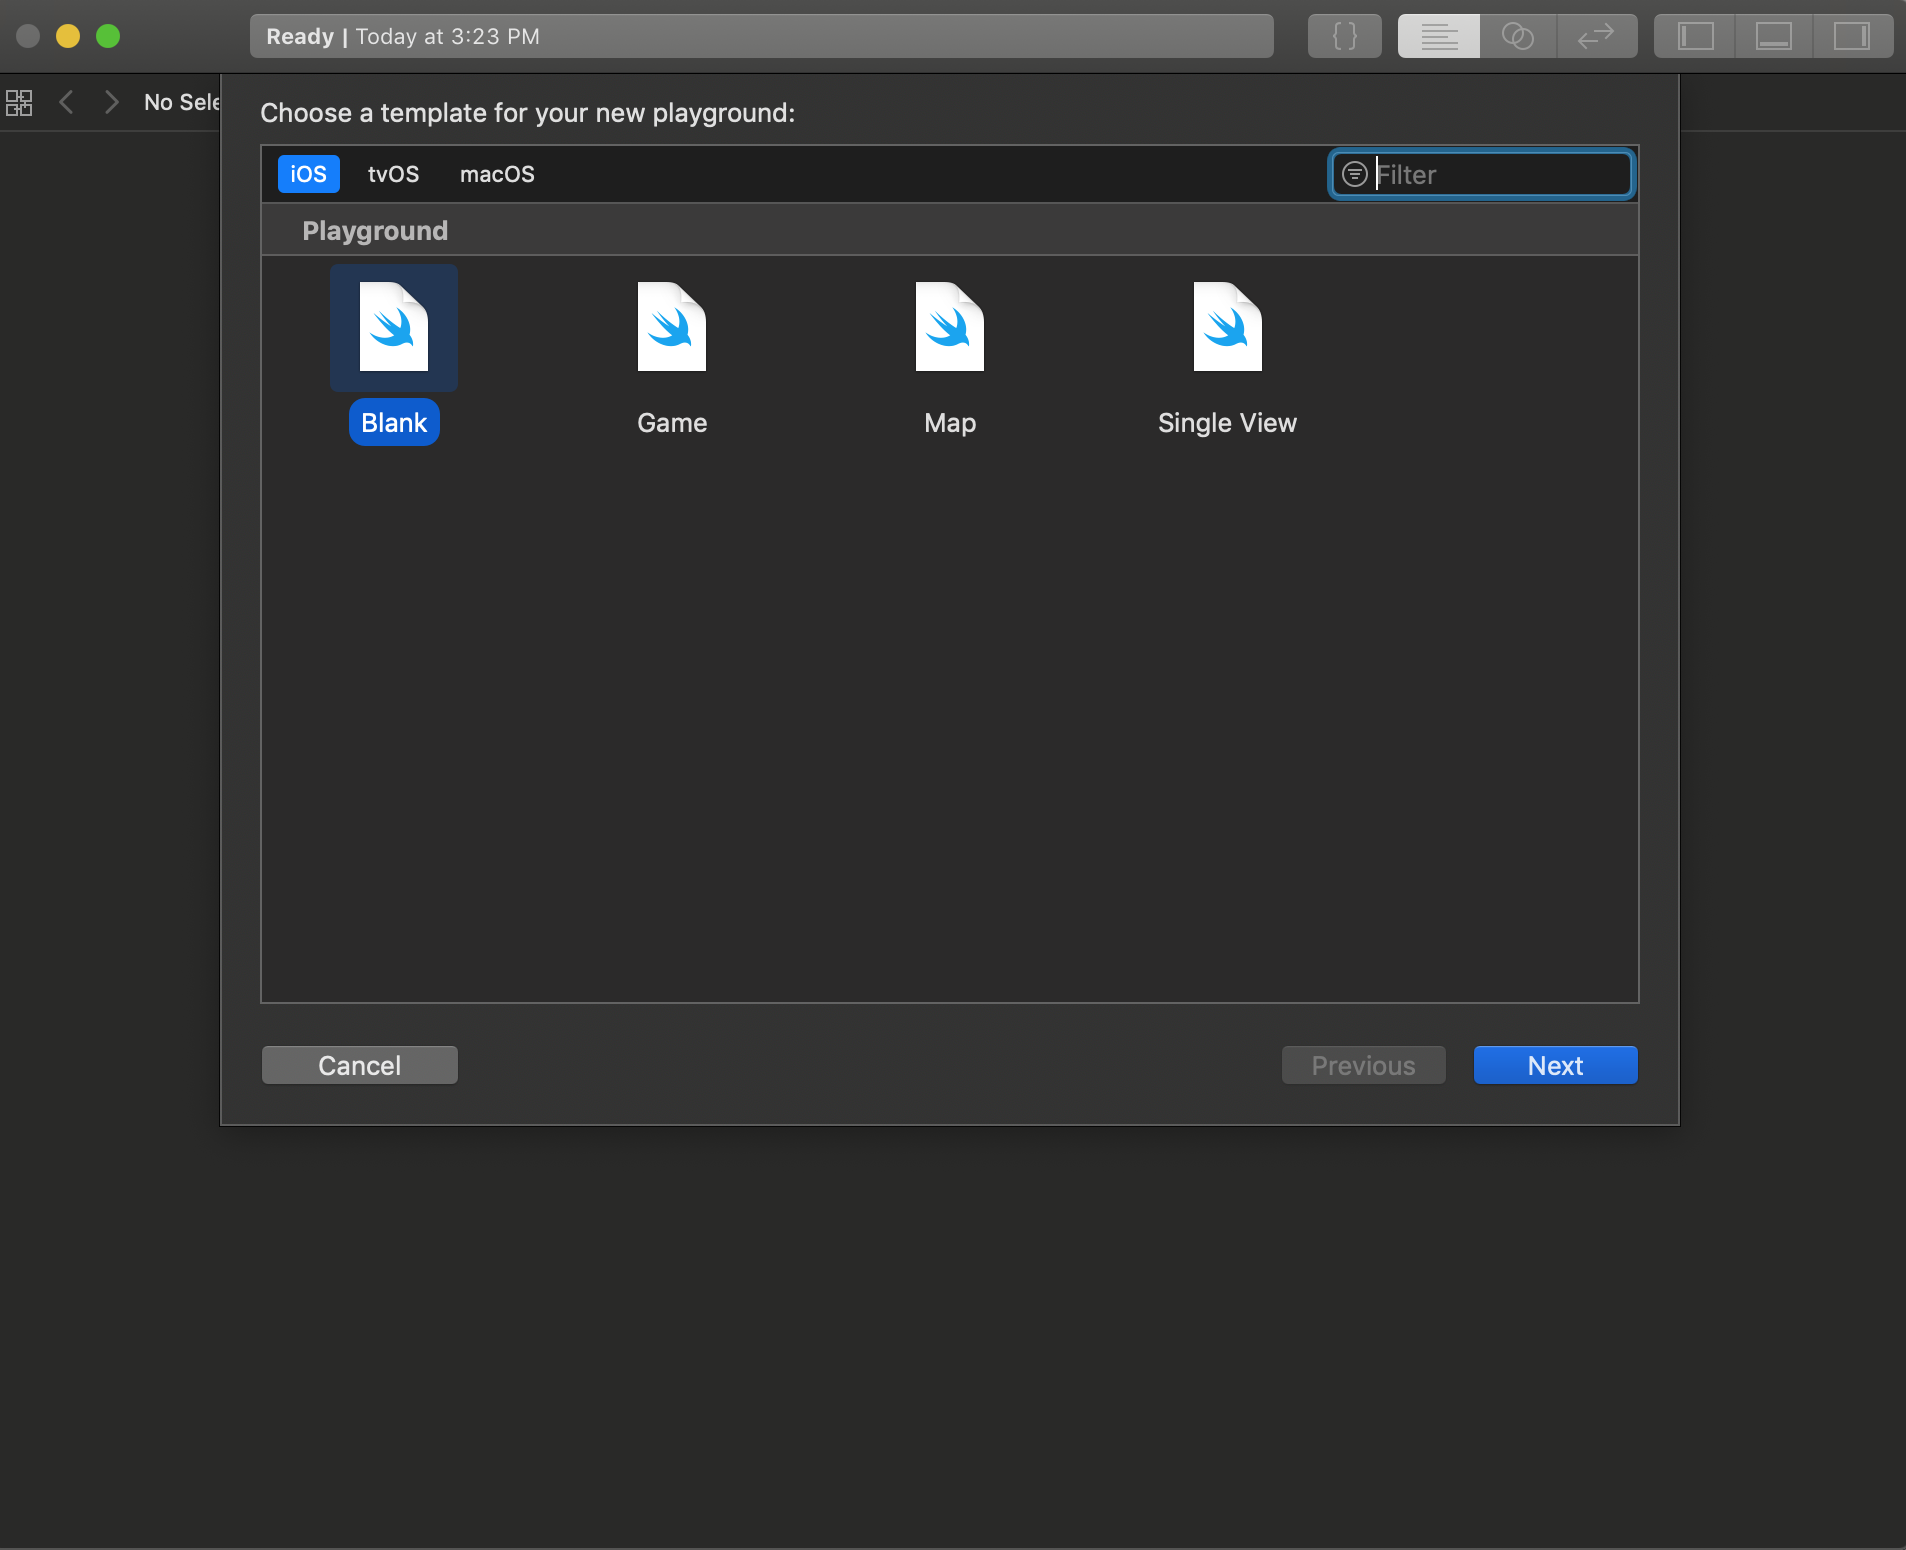 Ready | Today at 3:23 PM
{ }
No Sele
Choose a template for your new playground:
iOS tvOS macOS Filter
Playground
Blank Game Map Single View
Cancel Previous Next